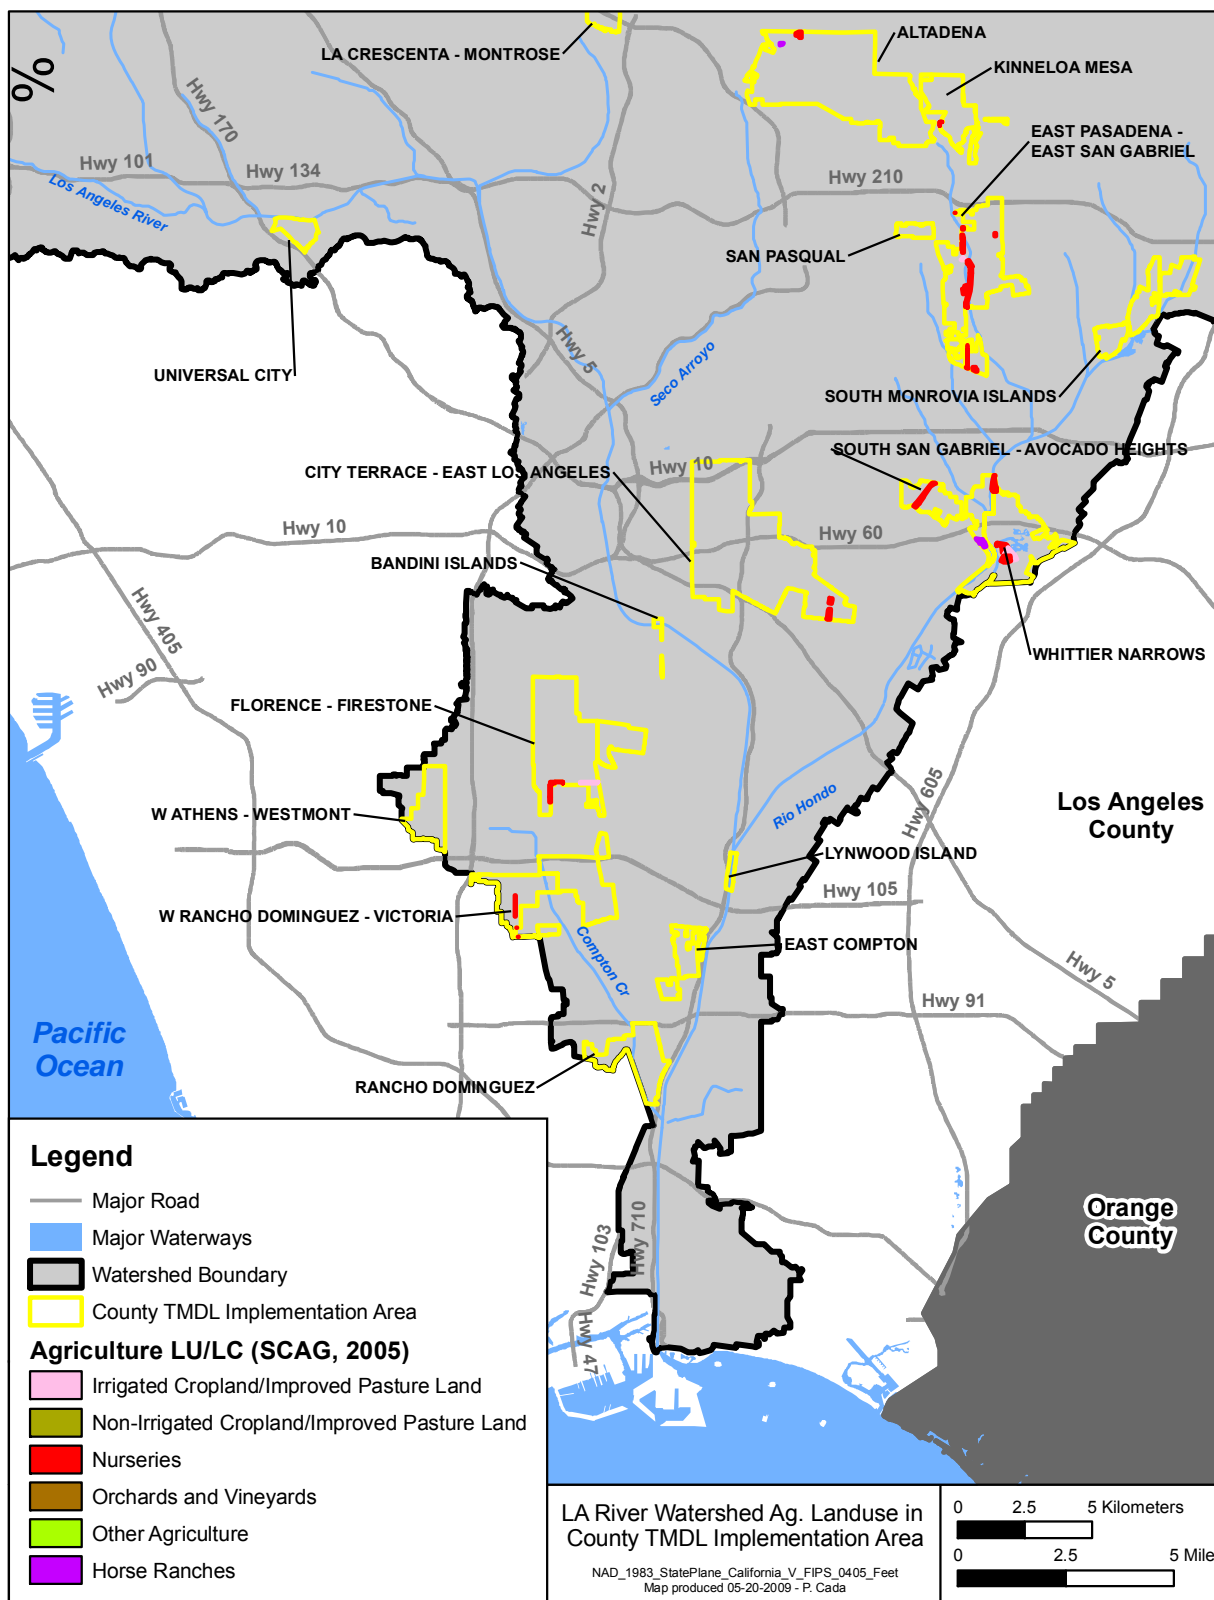 %
LA CRESCENTA - MONTROSE
ALTADENA
KINNELOA MESA
Hwy 170
EAST PASADENA -
EAST SAN GABRIEL
Hwy 101
Hwy 134
Hwy 2
Hwy 210
Los Angeles River
SAN PASQUAL
Hwy 5
Seco Arroyo
UNIVERSAL CITY
SOUTH MONROVIA ISLANDS
SOUTH SAN GABRIEL - AVOCADO HEIGHTS
CITY TERRACE - EAST LOS ANGELES
Hwy 10
Hwy 10
Hwy 60
BANDINI ISLANDS
Hwy 405
Hwy 90
WHITTIER NARROWS
FLORENCE - FIRESTONE
Hwy 605
Rio Hondo
Los Angeles
County
W ATHENS - WESTMONT
LYNWOOD ISLAND
Hwy 105
W RANCHO DOMINGUEZ - VICTORIA
Compton Cr
EAST COMPTON
Hwy 5
Hwy 91
Pacific
Ocean
RANCHO DOMINGUEZ
Orange
County
Hwy 710
Hwy 103
Hwy 47
Legend
Major Road
Major Waterways
Watershed Boundary
County TMDL Implementation Area
Agriculture LU/LC (SCAG, 2005)
Irrigated Cropland/Improved Pasture Land
Non-Irrigated Cropland/Improved Pasture Land
Nurseries
Orchards and Vineyards
Other Agriculture
Horse Ranches
LA River Watershed Ag. Landuse in
County TMDL Implementation Area
NAD_1983_StatePlane_California_V_FIPS_0405_Feet
Map produced 05-20-2009 - P. Cada
0 2.5 5 Kilometers
0 2.5 5 Mile